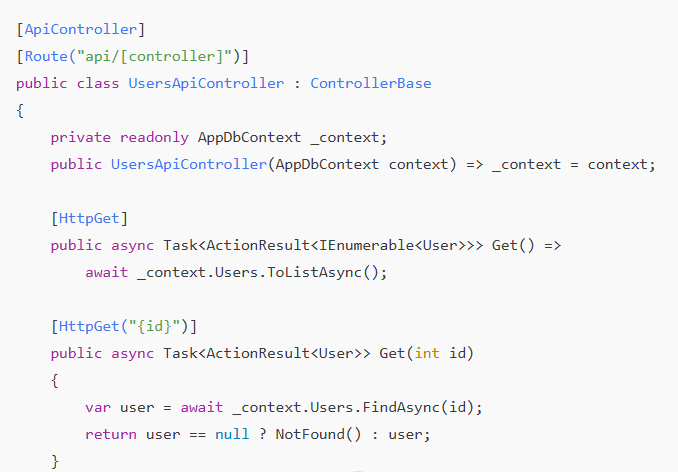 [ApiController]
[Route("api/[controller]")]
public class UsersApiController : ControllerBase
{
    private readonly AppDbContext _context;
    public UsersApiController(AppDbContext context) => _context = context;

    [HttpGet]
    public async Task<ActionResult<IEnumerable<User>>> Get() =>
        await _context.Users.ToListAsync();

    [HttpGet("{id}")]
    public async Task<ActionResult<User>> Get(int id)
    {
        var user = await _context.Users.FindAsync(id);
        return user == null ? NotFound() : user;
    }